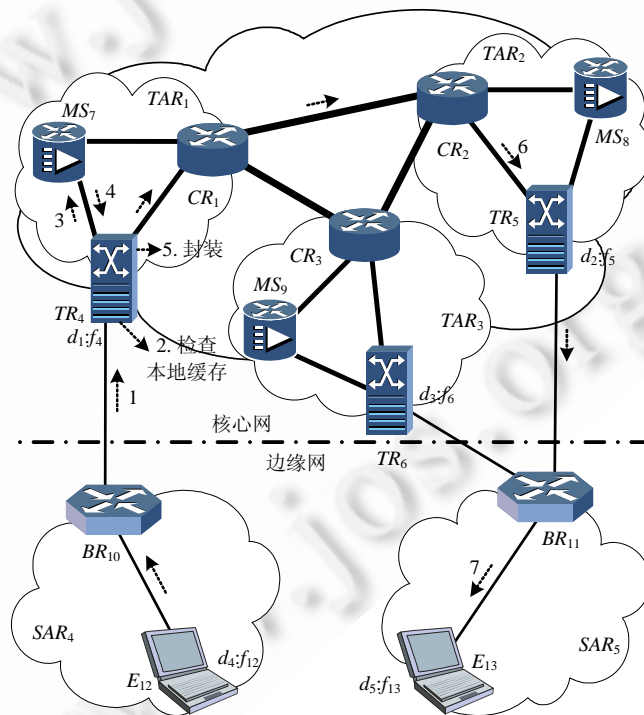 TAR₂
MS₇
TAR₁
MS₈
CR₂
6
4
3
CR₁
TR₅
CR₃
5. 封装
d₂:f₅
MS₉
TR₄
TAR₃
d₁:f₄
2. 检查
本地缓存
d₃:f₆
1
核心网
边缘网
TR₆
BR₁₀
BR₁₁
7
SAR₄
d₄:f₁₂
E₁₂
E₁₃
SAR₅
d₅:f₁₃